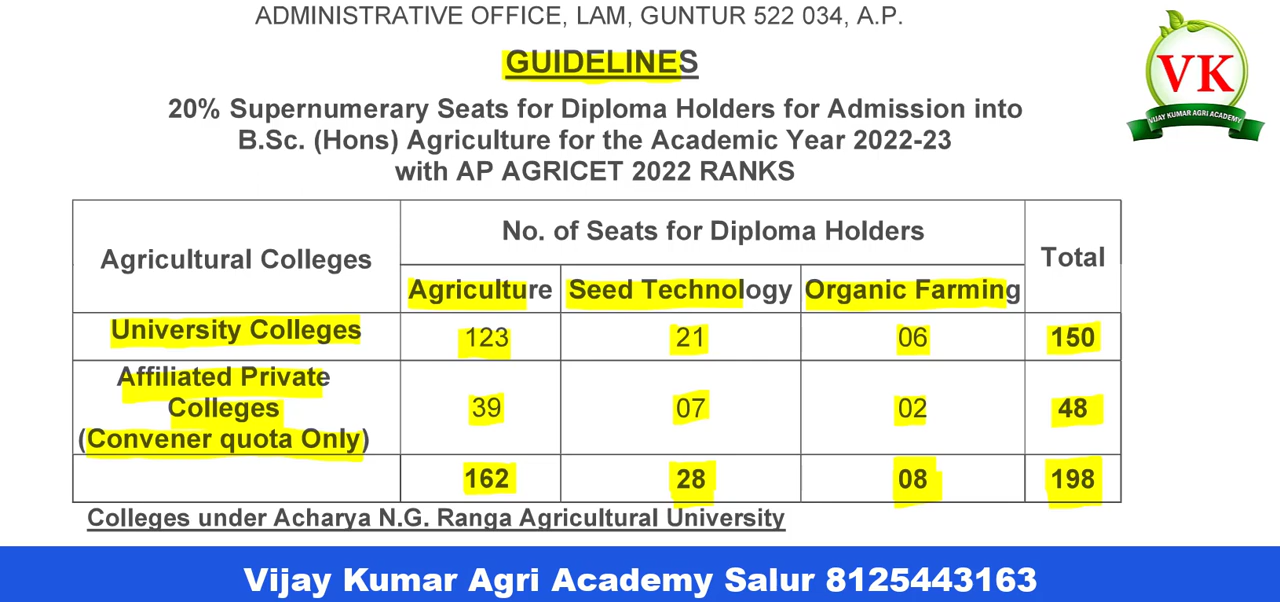 ADMINISTRATIVE OFFICE, LAM, GUNTUR 522 034, A.P.
GUIDELINES
VK
VIJAY KUMAR AGRI ACADEMY
20% Supernumerary Seats for Diploma Holders for Admission into
B.Sc. (Hons) Agriculture for the Academic Year 2022-23
with AP AGRICET 2022 RANKS
Agricultural Colleges
No. of Seats for Diploma Holders
Total
Agriculture Seed Technology Organic Farming
University Colleges 123 21 06 150
Affiliated Private
Colleges 39 07 02 48
(Convener quota Only)
162 28 08 198
Colleges under Acharya N.G. Ranga Agricultural University
Vijay Kumar Agri Academy Salur 8125443163